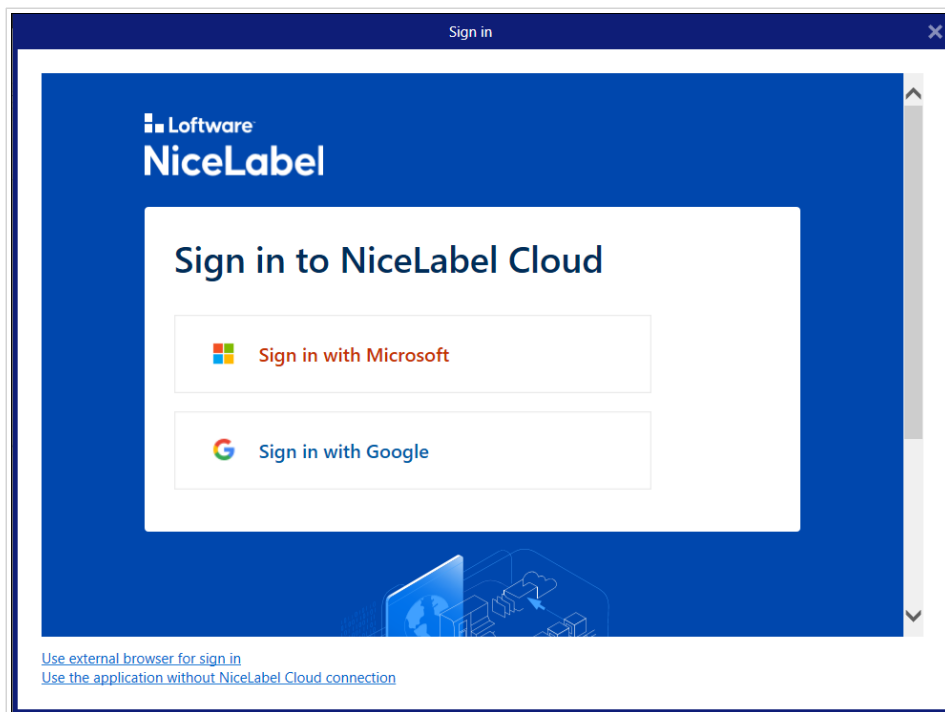 Sign in
Loftware
NiceLabel
Sign in to NiceLabel Cloud
Sign in with Microsoft
Sign in with Google
Use external browser for sign in
Use the application without NiceLabel Cloud connection